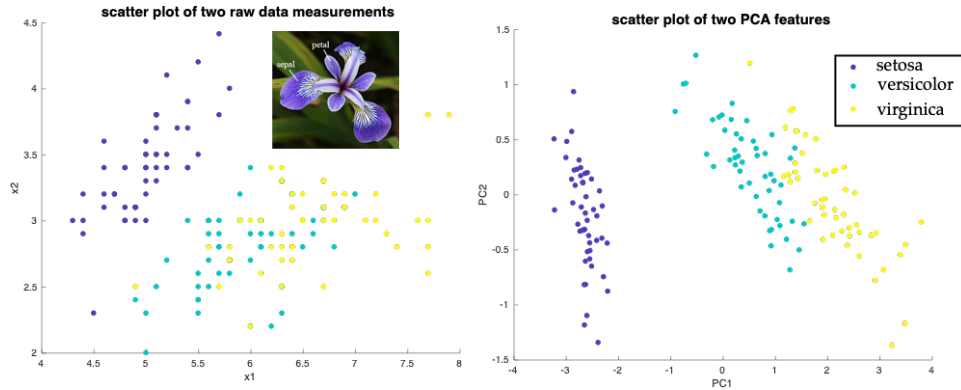 scatter plot of two raw data measurements
4.5
4
3.5
3
2.5
2
x2
petal
sepal
4
4.5
5
5.5
6
6.5
7
7.5
8
x1
scatter plot of two PCA features
1.5
1
0.5
0
-0.5
-1
-1.5
PC2
setosa
versicolor
virginica
-4
-3
-2
-1
0
1
2
3
4
PC1